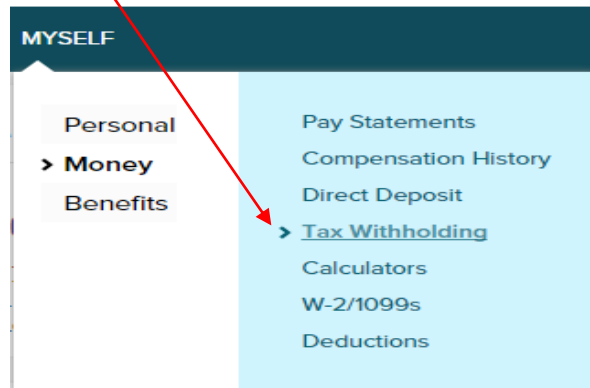 MYSELF
Personal
> Money
Benefits
Pay Statements
Compensation History
Direct Deposit
> Tax Withholding
Calculators
W-2/1099s
Deductions